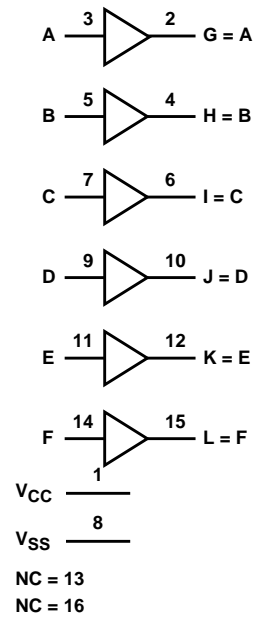 A 3 2 G = A
B 5 4 H = B
C 7 6 I = C
D 9 10 J = D
E 11 12 K = E
F 14 15 L = F
VCC 1
VSS 8
NC = 13
NC = 16